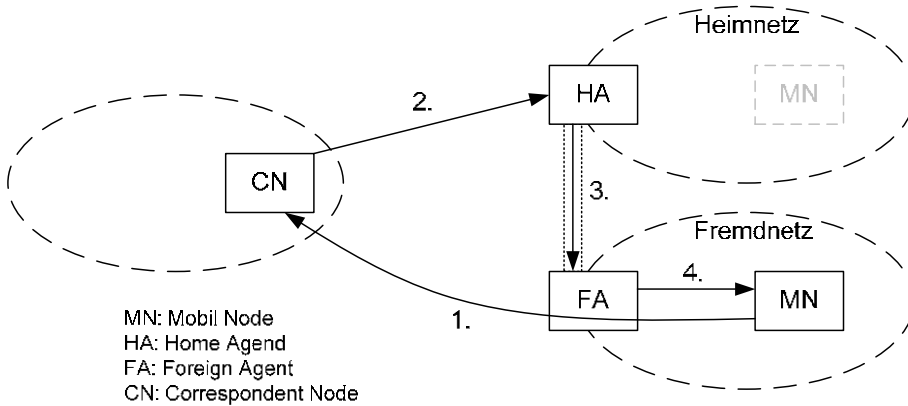 Heimnetz
HA
MN
2.
CN
3.
Fremdnetz
4.
FA
MN
1.
MN: Mobil Node
HA: Home Agend
FA: Foreign Agent
CN: Correspondent Node